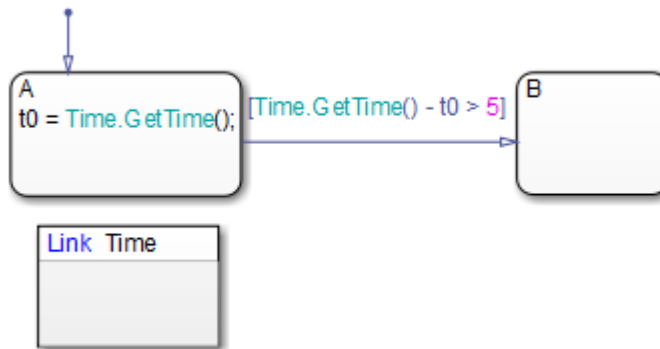 A
t0 = Time.GetTime();
[Time.GetTime() - t0 > 5]
B
Link Time